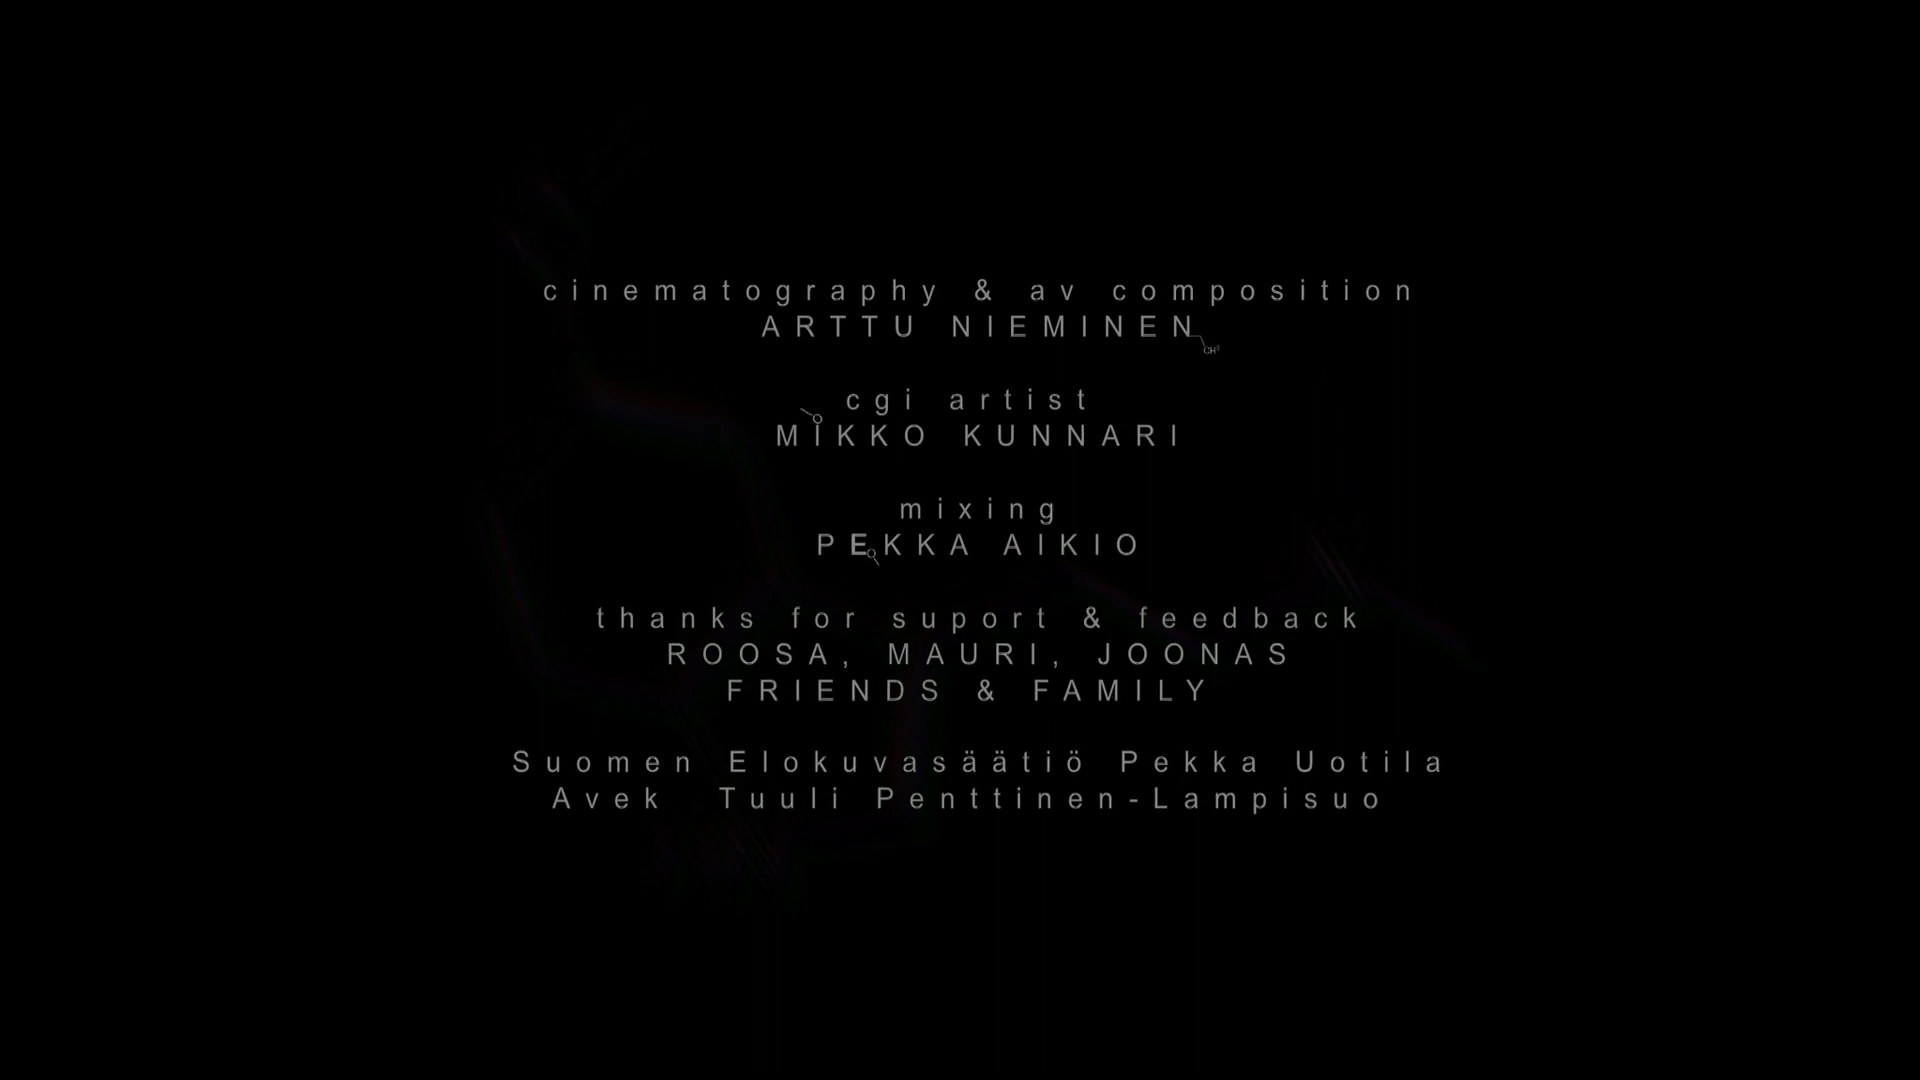 cinematography & av composition
ARTTU NIEMINEN
CH³
cgi artist
O
MIKKO KUNNARI
mixing
PEKKA AIKIO
O
thanks for suport & feedback
ROOSA, MAURI, JOONAS
FRIENDS & FAMILY
Suomen Elokuvasäätiö Pekka Uotila
Avek Tuuli Penttinen-Lampisuo